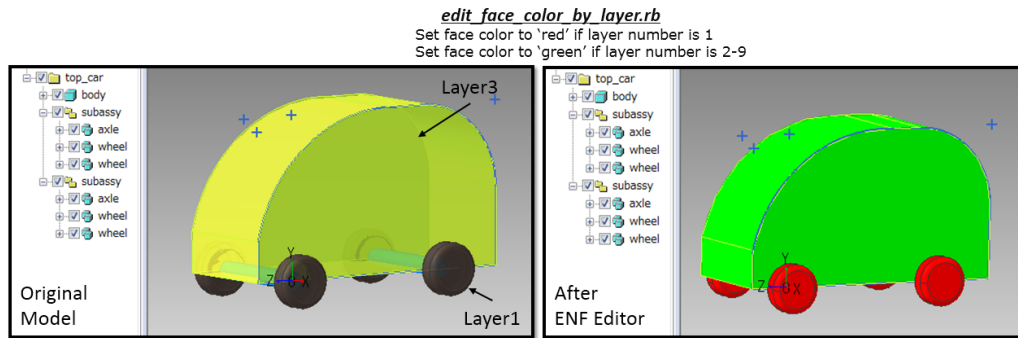 edit_face_color_by_layer.rb
Set face color to ‘red’ if layer number is 1
Set face color to ‘green’ if layer number is 2-9
top_car
body
subassy
axle
wheel
wheel
subassy
axle
wheel
wheel
Layer3
Y
Z
X
Layer1
Original
Model
top_car
body
subassy
axle
wheel
wheel
subassy
axle
wheel
wheel
Y
Z
X
After
ENF Editor